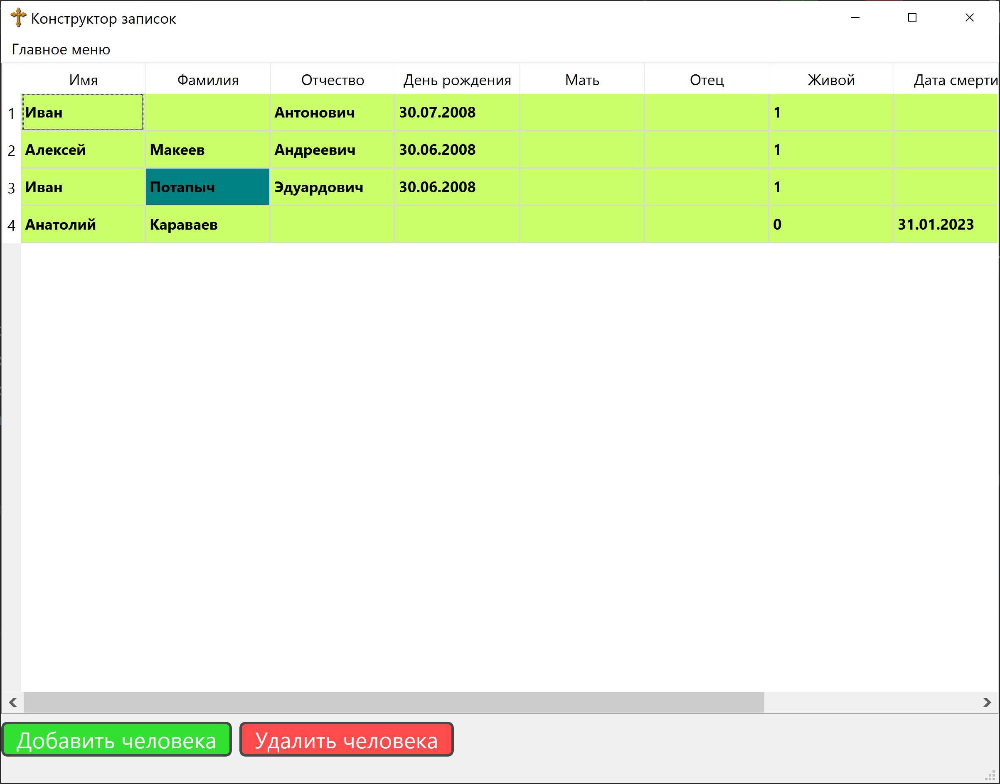 Конструктор записок
Главное меню
Имя Фамилия Отчество День рождения Мать Отец Живой Дата смерти
1 Иван Антонович 30.07.2008 1
2 Алексей Макеев Андреевич 30.06.2008 1
3 Иван Потапыч Эдуардович 30.06.2008 1
4 Анатолий Караваев 0 31.01.2023
Добавить человека Удалить человека